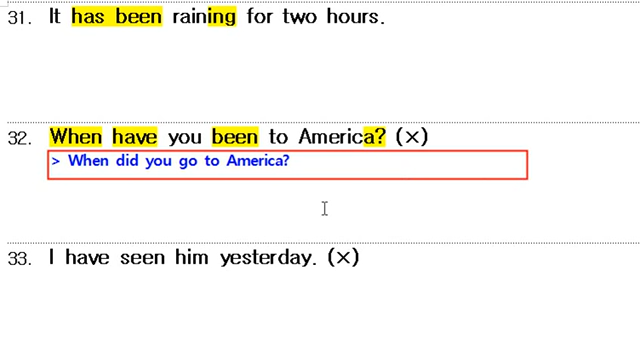 31. It has been raining for two hours.
32. When have you been to America? (×)
> When did you go to America?
33. I have seen him yesterday. (×)